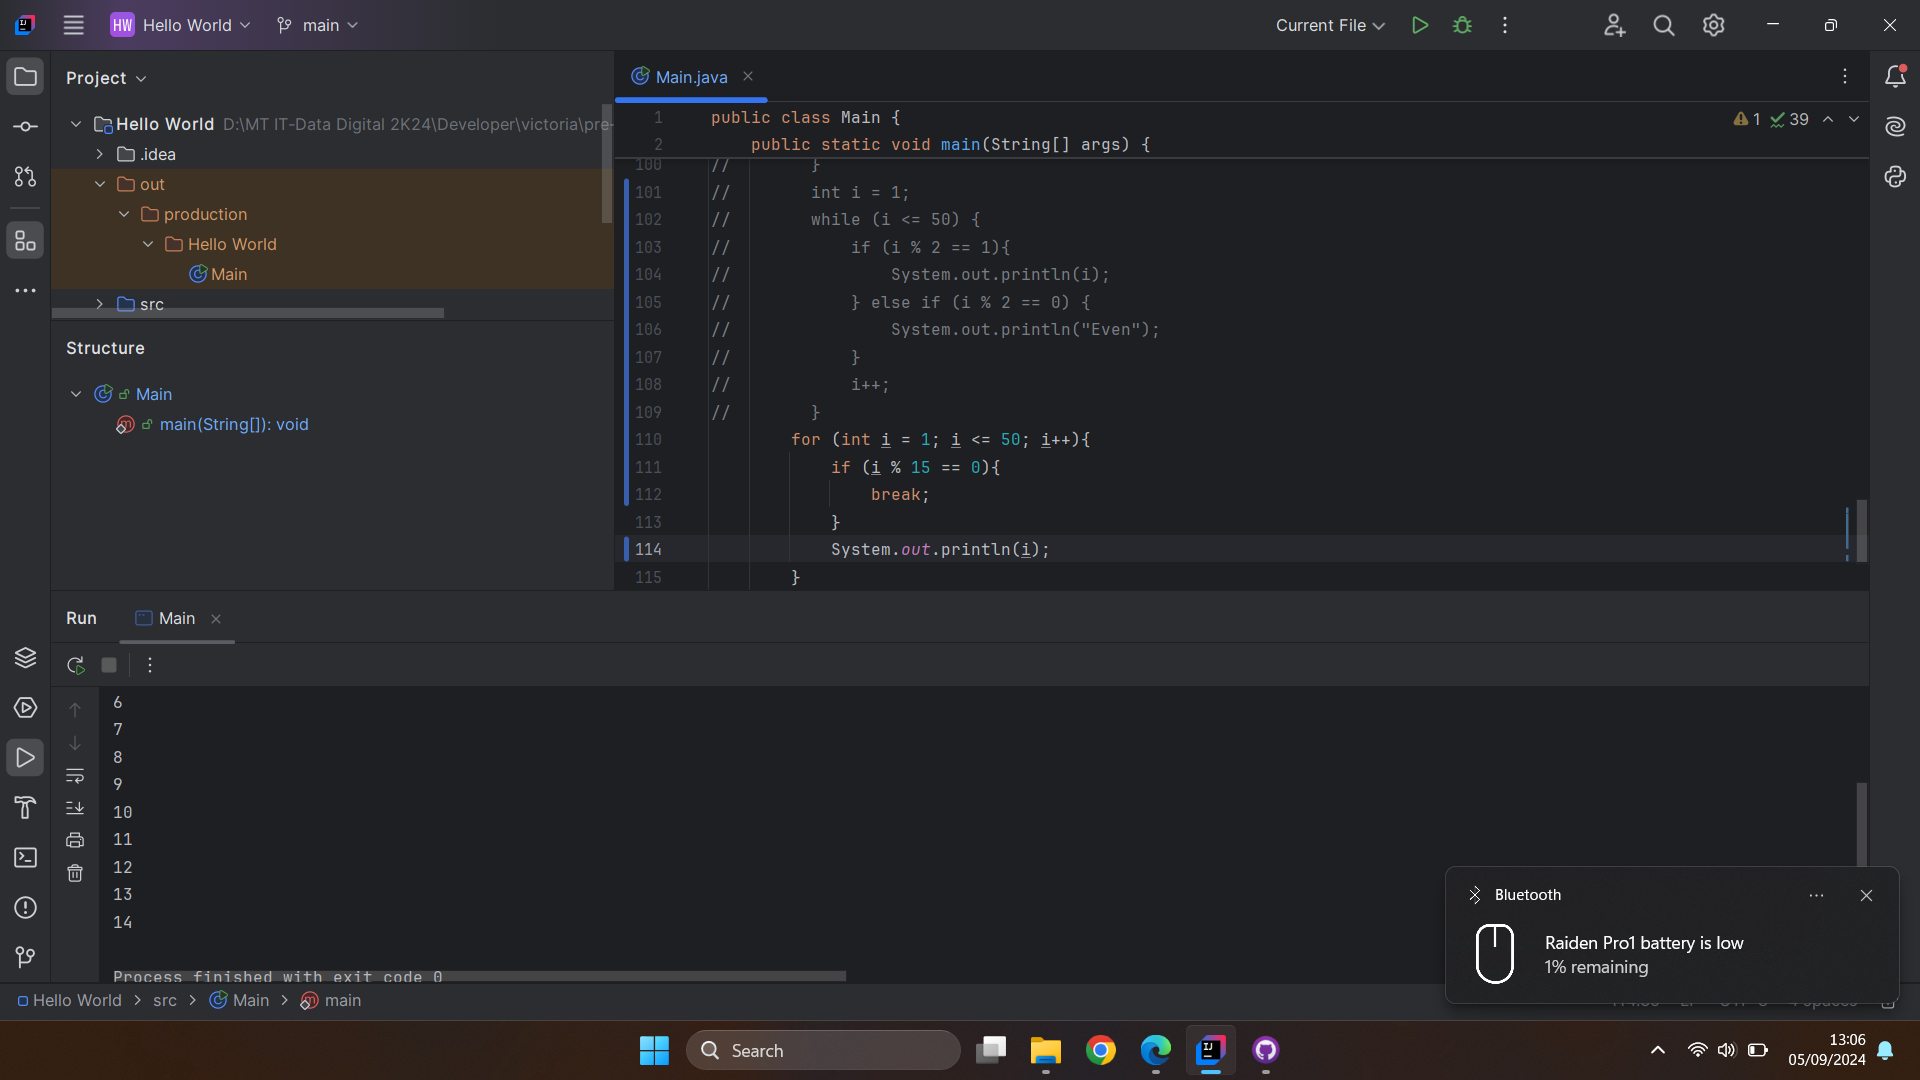 HW Hello World main Current File
Project
Hello World D:\MT IT-Data Digital 2K24\Developer\victoria\pre-
.idea
out
production
Hello World
Main
src
Structure
Main
main(String[]): void
Main.java
1 39
1 public class Main {
2 public static void main(String[] args) {
100 // }
101 // int i = 1;
102 // while (i <= 50) {
103 // if (i % 2 == 1){
104 // System.out.println(i);
105 // } else if (i % 2 == 0) {
106 // System.out.println("Even");
107 // }
108 // i++;
109 // }
110 for (int i = 1; i <= 50; i++){
111 if (i % 15 == 0){
112 break;
113 }
114 System.out.println(i);
115 }
Run Main
6
7
8
9
10
11
12
13
14
Process finished with exit code 0
Bluetooth
Raiden Pro1 battery is low
1% remaining
Hello World > src > Main > main
Search
13:06
05/09/2024